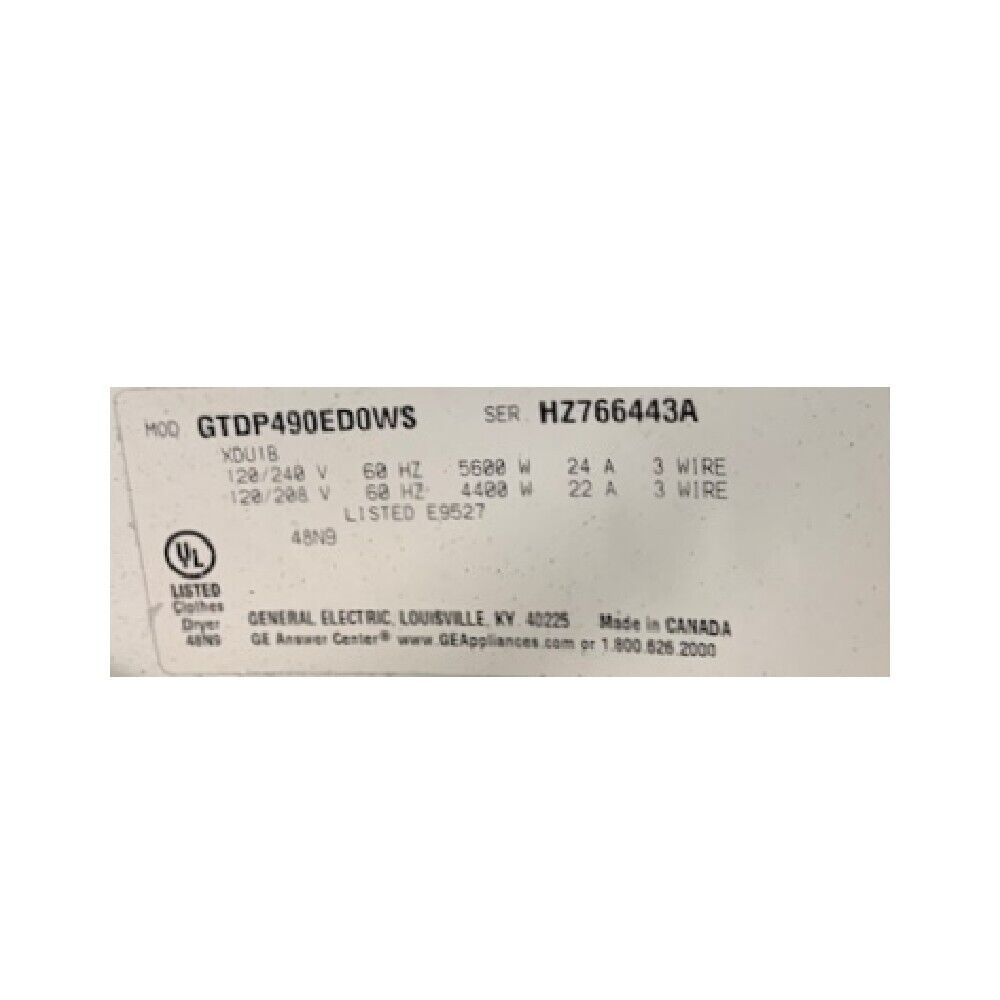 MOD GTDP490ED0WS SER HZ766443A
XDU1B
120/240 V 60 HZ 5600 W 24 A 3 WIRE
120/208 V 60 HZ 4400 W 22 A 3 WIRE
LISTED E9527
48N9
UL
LISTED
Clothes
Dryer
48N9
GENERAL ELECTRIC, LOUISVILLE, KY 40225 Made in CANADA
GE Answer Center® www.GEAppliances.com or 1.800.626.2000